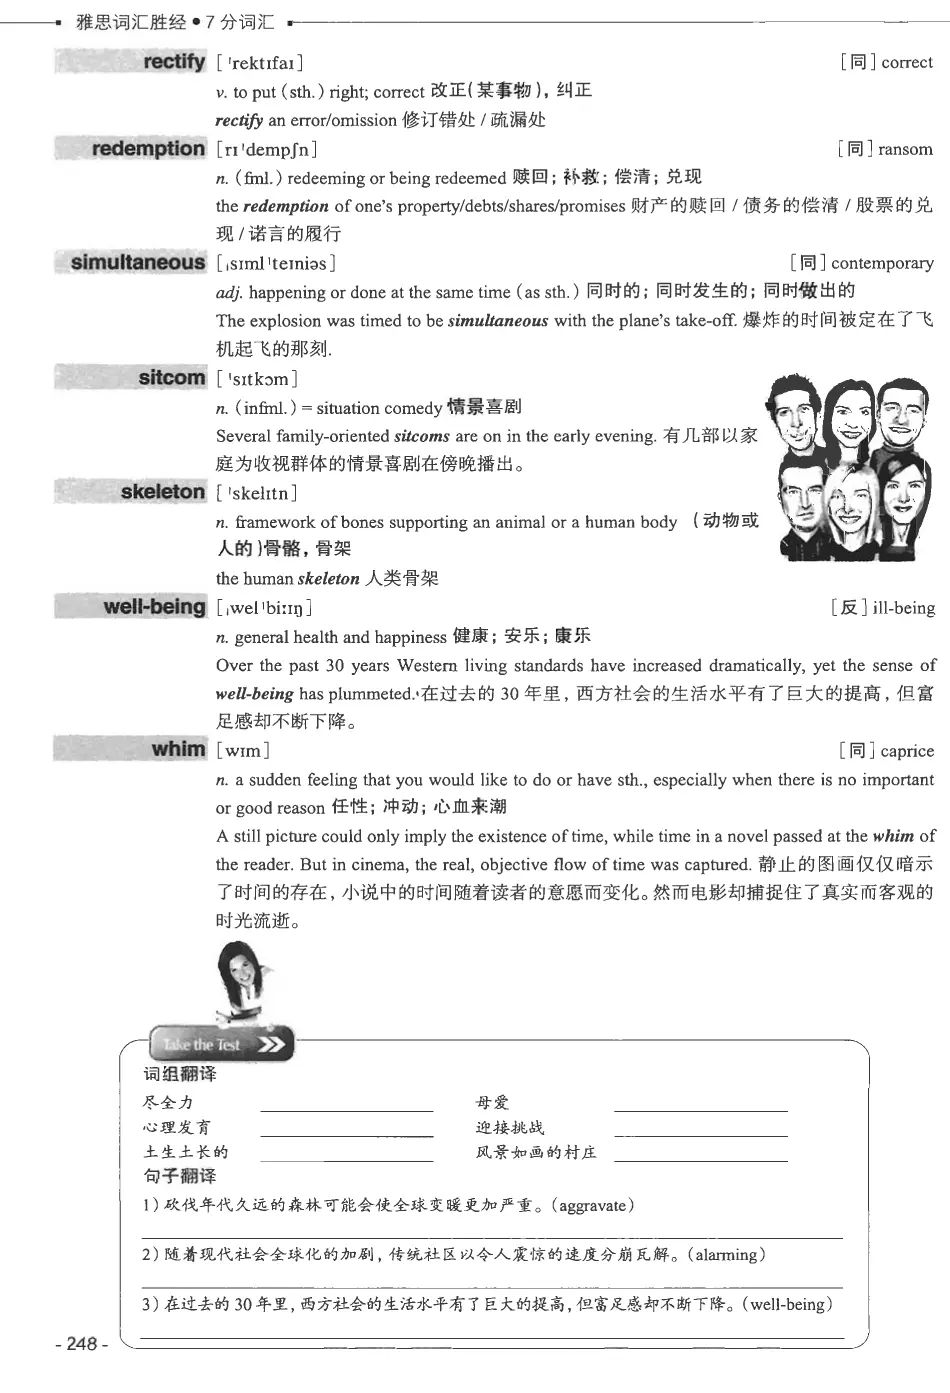 雅思词汇胜经●7分词汇
rectify [ˈrektɪfaɪ] [同] correct
v. to put (sth.) right; correct 改正(某事物), 纠正
rectify an error/omission 修订错处 / 疏漏处
redemption [rɪˈdempʃn] [同] ransom
n. (fml.) redeeming or being redeemed 赎回; 补救; 偿清; 兑现
the redemption of one's property/debts/shares/promises 财产的赎回 / 债务的偿清 / 股票的兑
现 / 诺言的履行
simultaneous [ˌsɪmlˈteɪniəs] [同] contemporary
adj. happening or done at the same time (as sth.) 同时的; 同时发生的; 同时做出的
The explosion was timed to be simultaneous with the plane's take-off. 爆炸的时间被定在了飞
机起飞的那刻.
sitcom [ˈsɪtkɔm]
n. (infml.) = situation comedy 情景喜剧
Several family-oriented sitcoms are on in the early evening. 有几部以家
庭为收视群体的情景喜剧在傍晚播出。
skeleton [ˈskelɪtn]
n. framework of bones supporting an animal or a human body (动物或
人的)骨骼, 骨架
the human skeleton 人类骨架
well-being [ˌwelˈbiːɪŋ] [反] ill-being
n. general health and happiness 健康; 安乐; 康乐
Over the past 30 years Western living standards have increased dramatically, yet the sense of
well-being has plummeted. 在过去的 30 年里, 西方社会的生活水平有了巨大的提高, 但富
足感却不断下降。
whim [wɪm] [同] caprice
n. a sudden feeling that you would like to do or have sth., especially when there is no important
or good reason 任性; 冲动; 心血来潮
A still picture could only imply the existence of time, while time in a novel passed at the whim of
the reader. But in cinema, the real, objective flow of time was captured. 静止的图画仅仅暗示
了时间的存在, 小说中的时间随着读者的意愿而变化。然而电影却捕捉住了真实而客观的
时光流逝。
Take the Test
词组翻译
尽全力 母爱
心理发育 迎接挑战
土生土长的 风景如画的村庄
句子翻译
1) 砍伐年代久远的森林可能会使全球变暖更加严重。(aggravate)
2) 随着现代社会全球化的加剧, 传统社区以令人震惊的速度分崩瓦解。(alarming)
3) 在过去的 30 年里, 西方社会的生活水平有了巨大的提高, 但富足感却不断下降。(well-being)
- 248 -